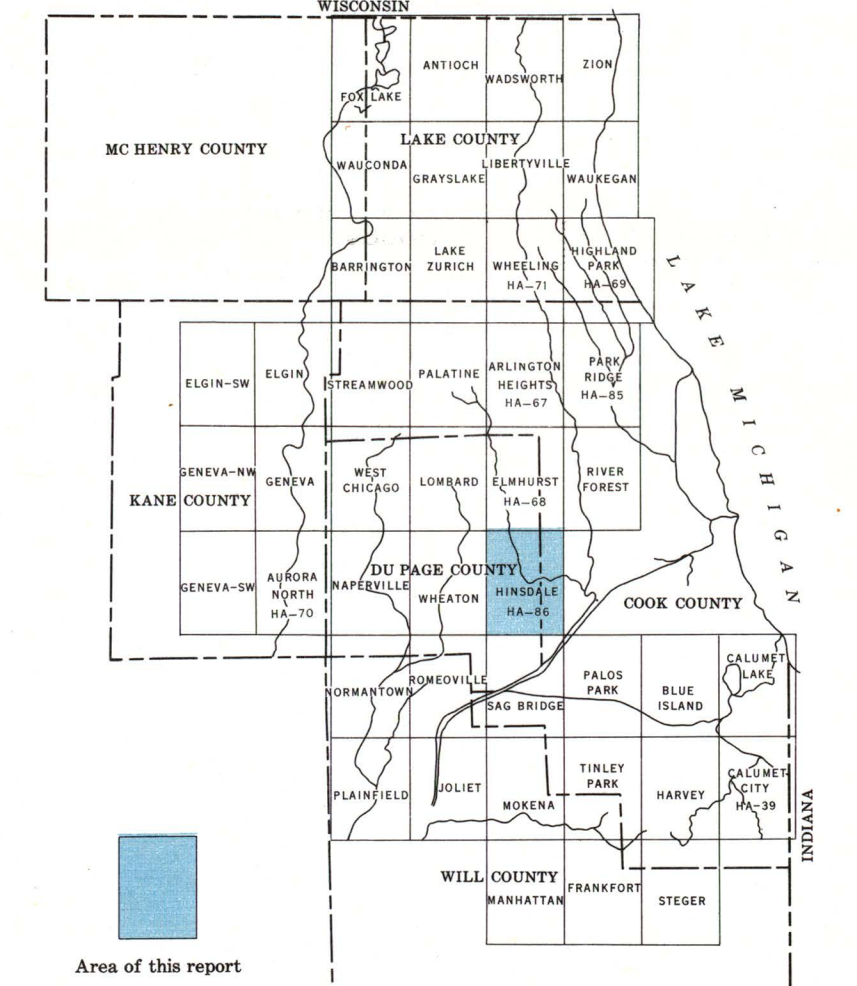 WISCONSIN
ANTIOCH
ZION
WADSWORTH
FOX LAKE
LAKE COUNTY
MC HENRY COUNTY
WAUCONDA
LIBERTYVILLE
GRAYSLAKE
WAUKEGAN
LAKE
ZURICH
HIGHLAND
PARK
HA—69
BARRINGTON
WHEELING
HA—71
LAKE MICHIGAN
ELGIN—SW
ELGIN
STREAMWOOD
PALATINE
ARLINGTON
HEIGHTS
HA—67
PARK
RIDGE
HA—85
GENEVA—NW
GENEVA
WEST
CHICAGO
LOMBARD
ELMHURST
HA—68
RIVER
FOREST
KANE COUNTY
DU PAGE COUNTY
GENEVA—SW
AURORA
NORTH
HA—70
NAPERVILLE
WHEATON
HINSDALE
HA—86
COOK COUNTY
NORMANTOWN
ROMEOVILLE
SAG BRIDGE
PALOS
PARK
BLUE
ISLAND
CALUMET
LAKE
PLAINFIELD
JOLIET
MOKENA
TINLEY
PARK
HARVEY
CALUMET
CITY
HA—39
INDIANA
WILL COUNTY
MANHATTAN
FRANKFORT
STEGER
Area of this report